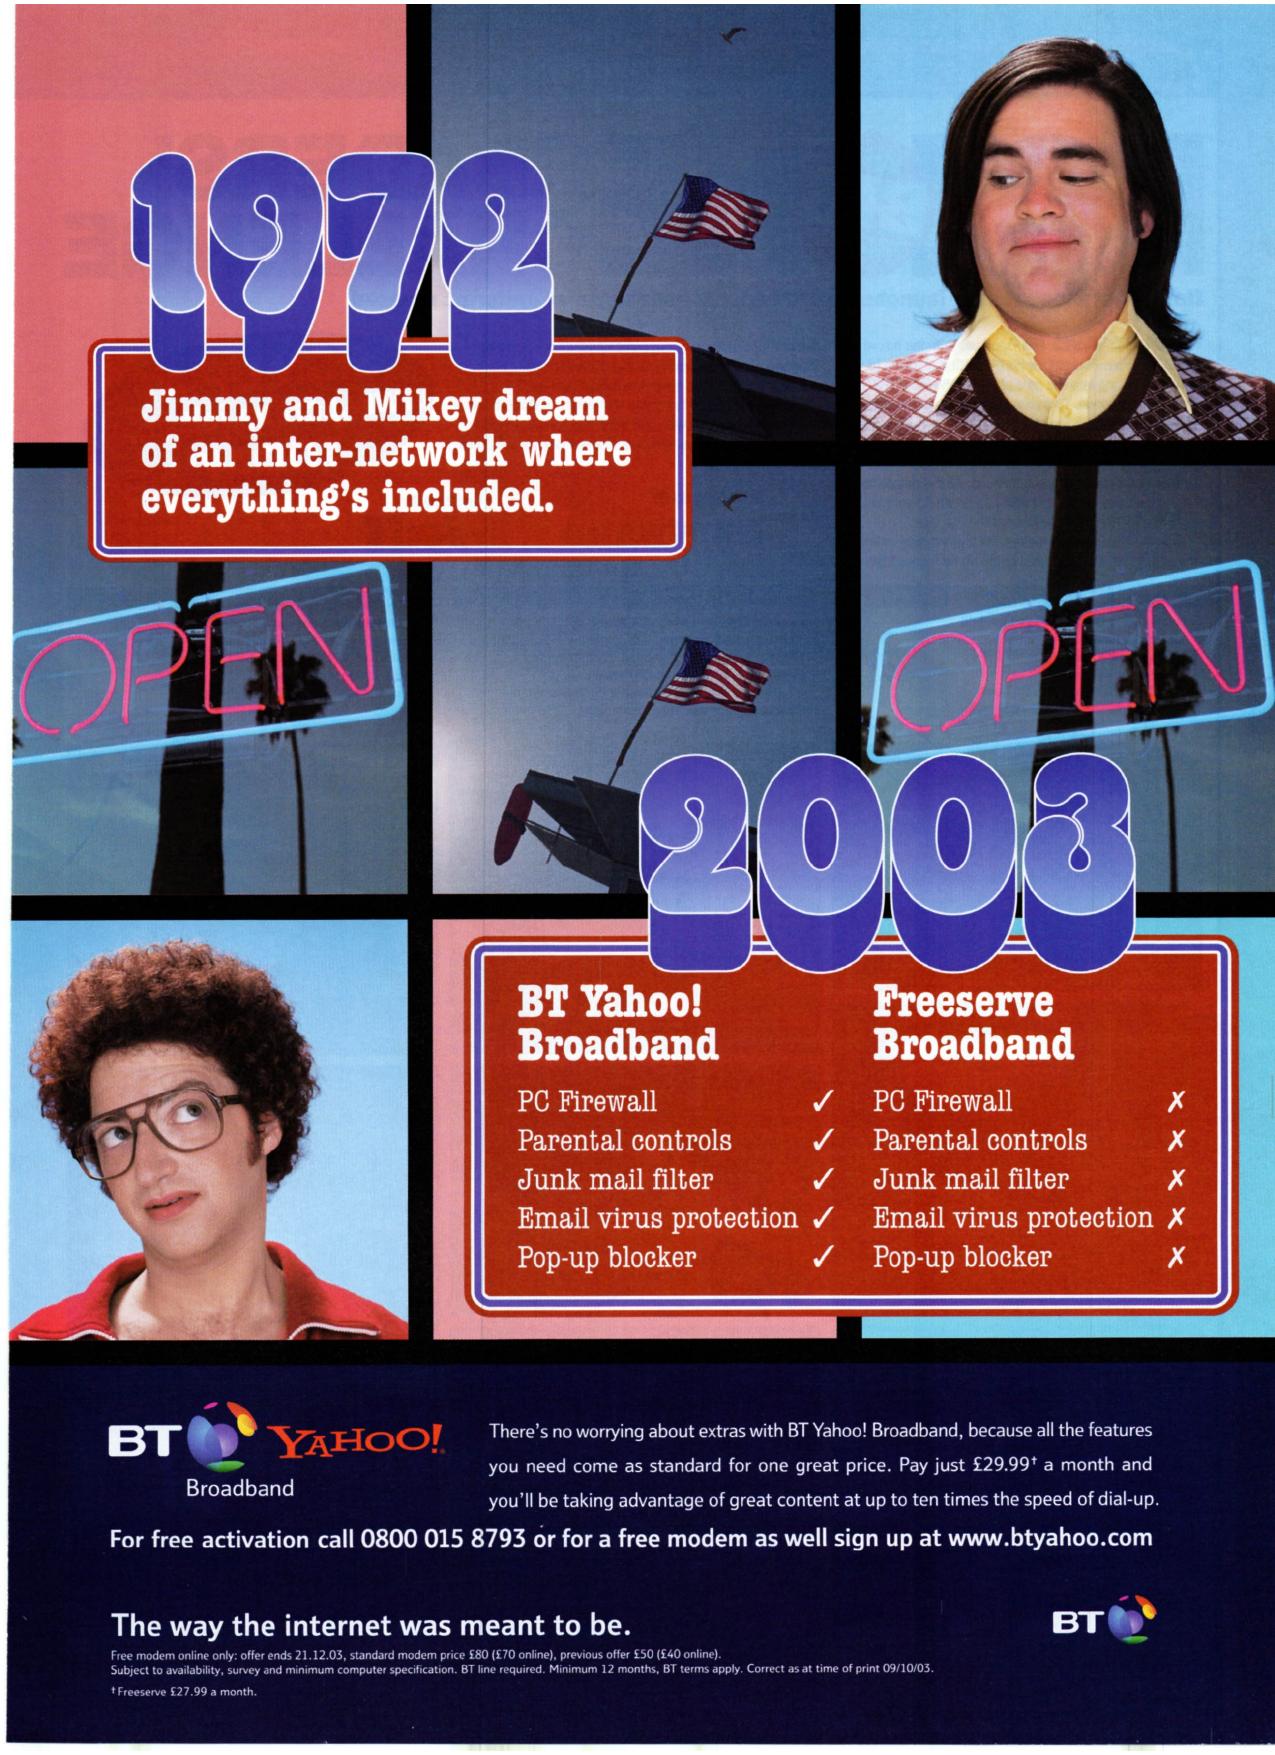 1972
Jimmy and Mikey dream
of an inter-network where
everything's included.
OPEN
OPEN
2003
BT Yahoo!
Broadband
PC Firewall ✓
Parental controls ✓
Junk mail filter ✓
Email virus protection ✓
Pop-up blocker ✓
Freeserve
Broadband
PC Firewall ✗
Parental controls ✗
Junk mail filter ✗
Email virus protection ✗
Pop-up blocker ✗
BT YAHOO!
Broadband
There's no worrying about extras with BT Yahoo! Broadband, because all the features
you need come as standard for one great price. Pay just £29.99† a month and
you'll be taking advantage of great content at up to ten times the speed of dial-up.
For free activation call 0800 015 8793 or for a free modem as well sign up at www.btyahoo.com
The way the internet was meant to be.
BT
Free modem online only: offer ends 21.12.03, standard modem price £80 (£70 online), previous offer £50 (£40 online).
Subject to availability, survey and minimum computer specification. BT line required. Minimum 12 months, BT terms apply. Correct as at time of print 09/10/03.
†Freeserve £27.99 a month.